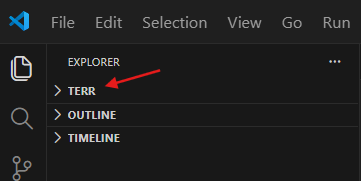 File Edit Selection View Go Run
EXPLORER
TERR
OUTLINE
TIMELINE